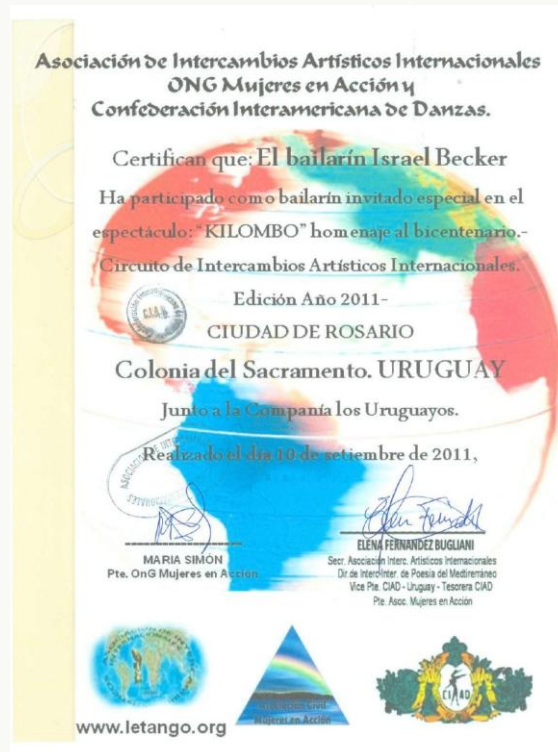 Asociación de Intercambios Artísticos Internacionales
ONG Mujeres en Acción y
Confederación Interamericana de Danzas.
Certifican que: El bailarín Israel Becker
Ha participado como bailarín invitado especial en el
espectáculo: "KILOMBO" homenaje al bicentenario.-
Circuito de Intercambios Artísticos Internacionales.
Edición Año 2011-
C.I.A.D.
CIUDAD DE ROSARIO
Colonia del Sacramento. URUGUAY
Junto a la Companía los Uruguayos.
Realizado el día 10 de setiembre de 2011,
MARIA SIMÓN
Pte. OnG Mujeres en Acción
ELENA FERNANDEZ BUGLIANI
Secr. Asociación Interc. Artísticos Internacionales
Dir. de Interc. Inter. de Poesía del Mediterráneo
Vice Pte. CIAD - Uruguay - Tesorera CIAD
Pte. Asoc. Mujeres en Acción
Asociación Civil
Mujeres en Acción
CIAD
www.letango.org